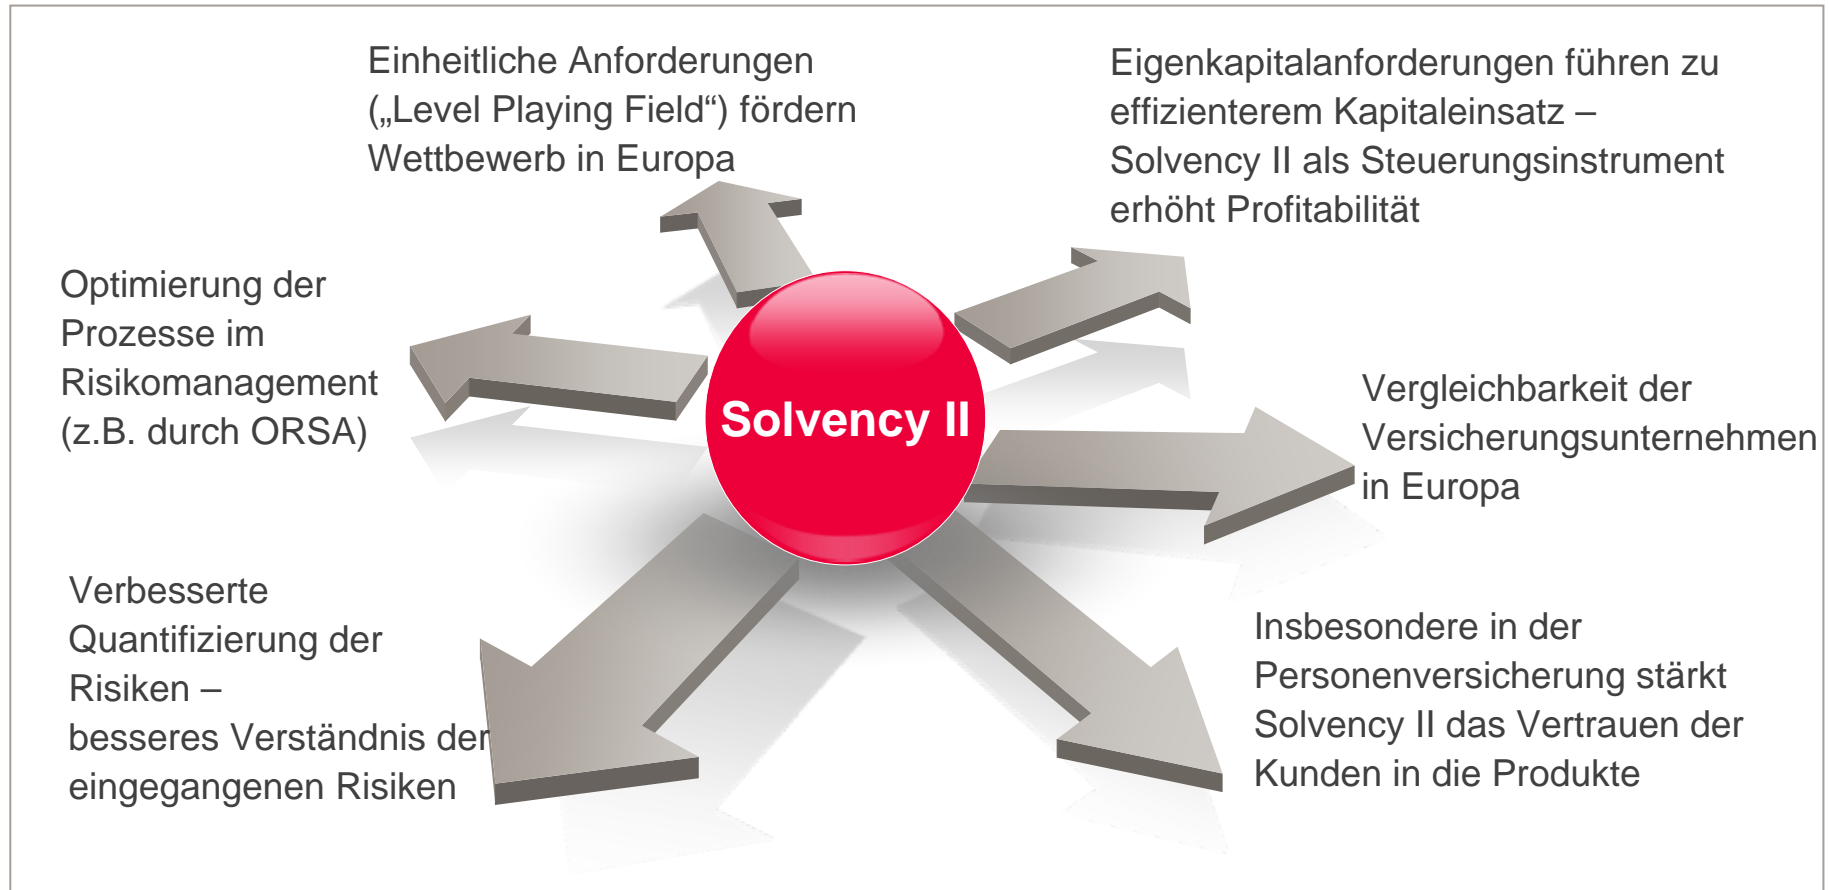 Einheitliche Anforderungen
(„Level Playing Field“) fördern
Wettbewerb in Europa
Eigenkapitalanforderungen führen zu
effizienterem Kapitaleinsatz –
Solvency II als Steuerungsinstrument
erhöht Profitabilität
Optimierung der
Prozesse im
Risikomanagement
(z.B. durch ORSA)
Solvency II
Vergleichbarkeit der
Versicherungsunternehmen
in Europa
Verbesserte
Quantifizierung der
Risiken –
besseres Verständnis der
eingegangenen Risiken
Insbesondere in der
Personenversicherung stärkt
Solvency II das Vertrauen der
Kunden in die Produkte